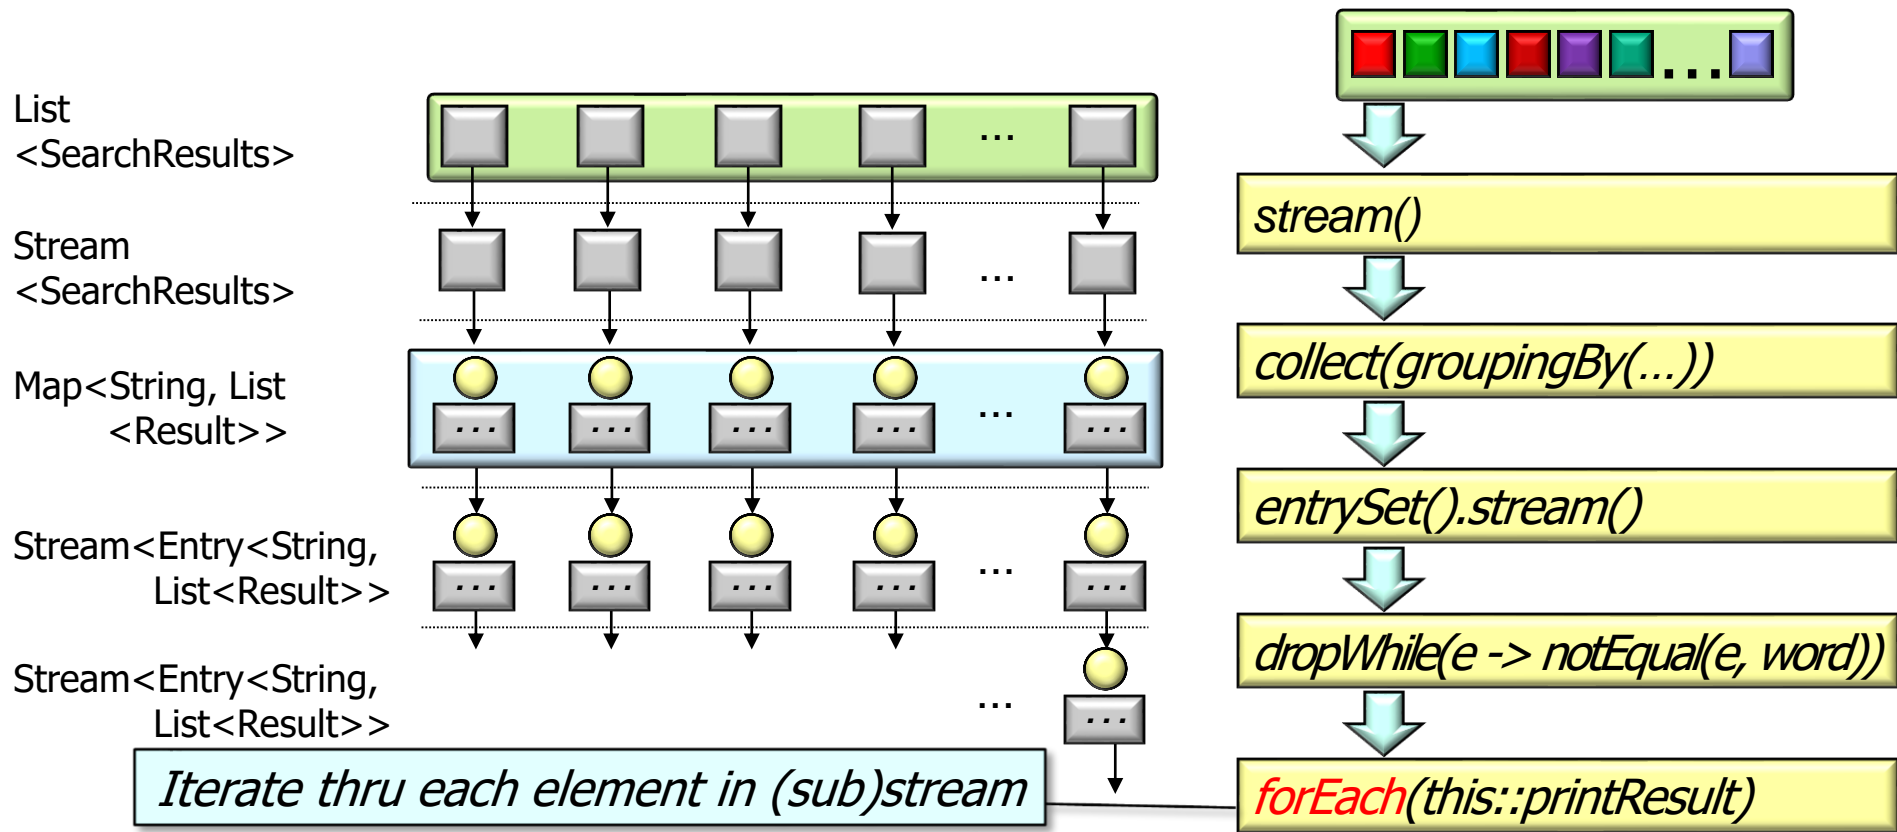 List
<SearchResults>
...
Stream
<SearchResults>
...
Map<String, List
<Result>>
... ... ... ... ... ...
Stream<Entry<String,
List<Result>>
... ... ... ... ... ...
Stream<Entry<String,
List<Result>>
... ...
Iterate thru each element in (sub)stream
...
stream()
collect(groupingBy(...))
entrySet().stream()
dropWhile(e -> notEqual(e, word))
forEach(this::printResult)